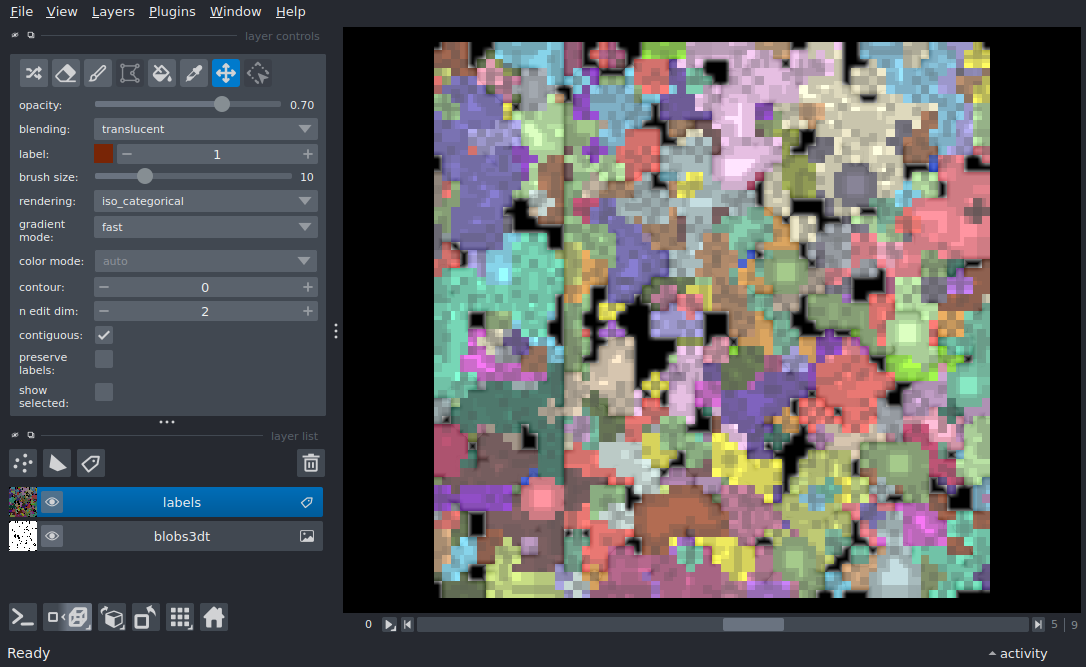 File View Layers Plugins Window Help
layer controls
opacity: 0.70
blending: translucent
label: 1
brush size: 10
rendering: iso_categorical
gradient
mode: fast
color mode: auto
contour: 0
n edit dim: 2
contiguous:
preserve
labels:
show
selected:
layer list
labels
blobs3dt
0 5 | 9
Ready activity